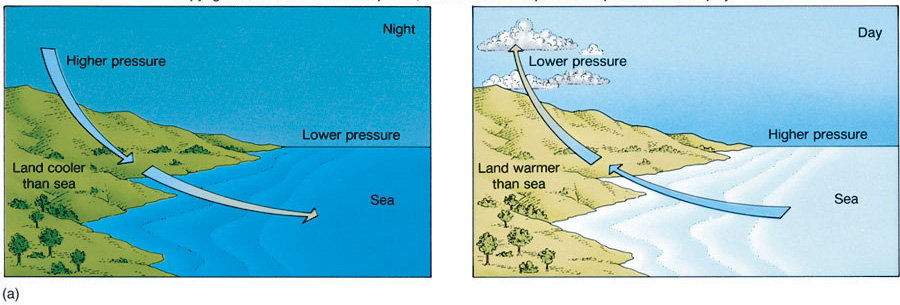 Night
Higher pressure
Lower pressure
Land cooler
than sea
Sea
Day
Lower pressure
Higher pressure
Land warmer
than sea
Sea
(a)